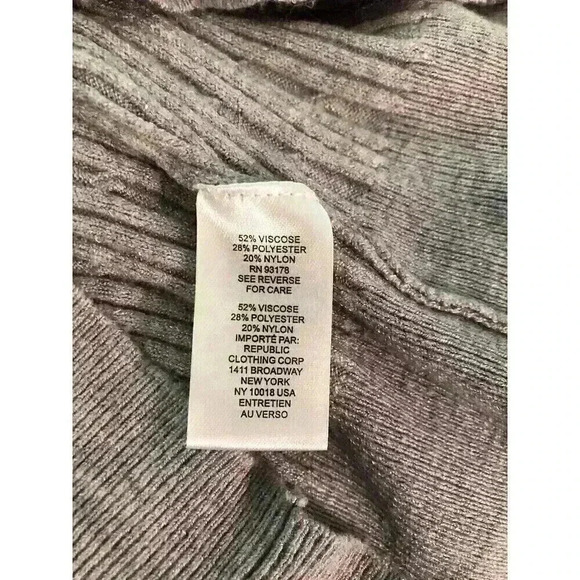 52% VISCOSE
28% POLYESTER
20% NYLON
RN 93178
SEE REVERSE
FOR CARE
52% VISCOSE
28% POLYESTER
20% NYLON
IMPORTÉ PAR:
REPUBLIC
CLOTHING CORP
1411 BROADWAY
NEW YORK
NY 10018 USA
ENTRETIEN
AU VERSO